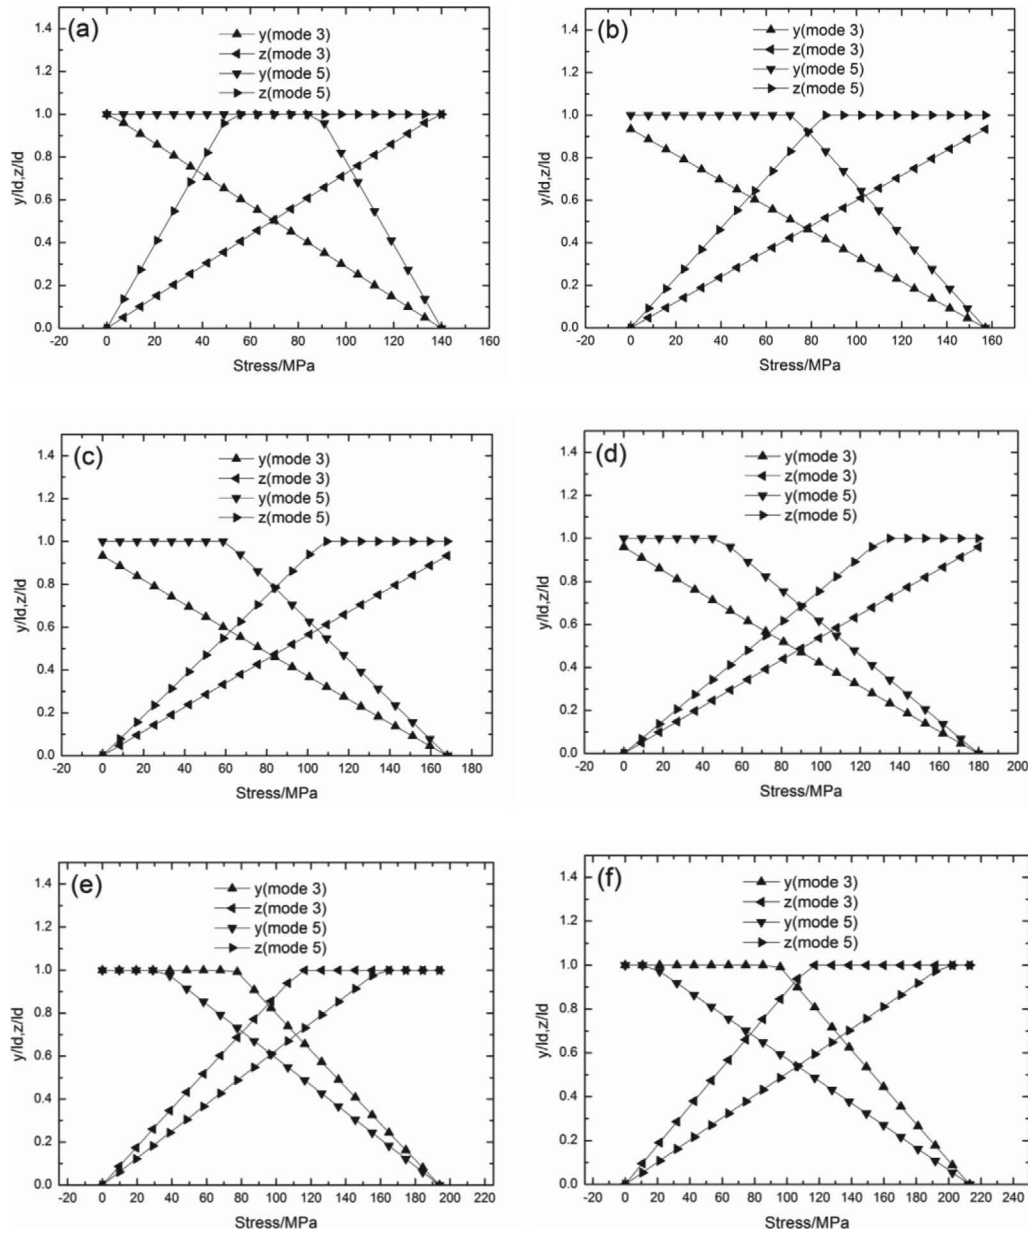 (a)
y(mode 3)
z(mode 3)
y(mode 5)
z(mode 5)
y/ld,z/ld
1.4
1.2
1.0
0.8
0.6
0.4
0.2
0.0
-20 0 20 40 60 80 100 120 140 160
Stress/MPa
(b)
y(mode 3)
z(mode 3)
y(mode 5)
z(mode 5)
y/ld,z/ld
1.4
1.2
1.0
0.8
0.6
0.4
0.2
0.0
-20 0 20 40 60 80 100 120 140 160
Stress/MPa
(c)
y(mode 3)
z(mode 3)
y(mode 5)
z(mode 5)
y/ld,z/ld
1.4
1.2
1.0
0.8
0.6
0.4
0.2
0.0
-20 0 20 40 60 80 100 120 140 160 180
Stress/MPa
(d)
y(mode 3)
z(mode 3)
y(mode 5)
z(mode 5)
y/ld,z/ld
1.4
1.2
1.0
0.8
0.6
0.4
0.2
0.0
-20 0 20 40 60 80 100 120 140 160 180 200
Stress/MPa
(e)
y(mode 3)
z(mode 3)
y(mode 5)
z(mode 5)
y/ld,z/ld
1.4
1.2
1.0
0.8
0.6
0.4
0.2
0.0
-20 0 20 40 60 80 100 120 140 160 180 200 220
Stress/MPa
(f)
y(mode 3)
z(mode 3)
y(mode 5)
z(mode 5)
y/ld,z/ld
1.4
1.2
1.0
0.8
0.6
0.4
0.2
0.0
-20 0 20 40 60 80 100 120 140 160 180 200 220 240
Stress/MPa